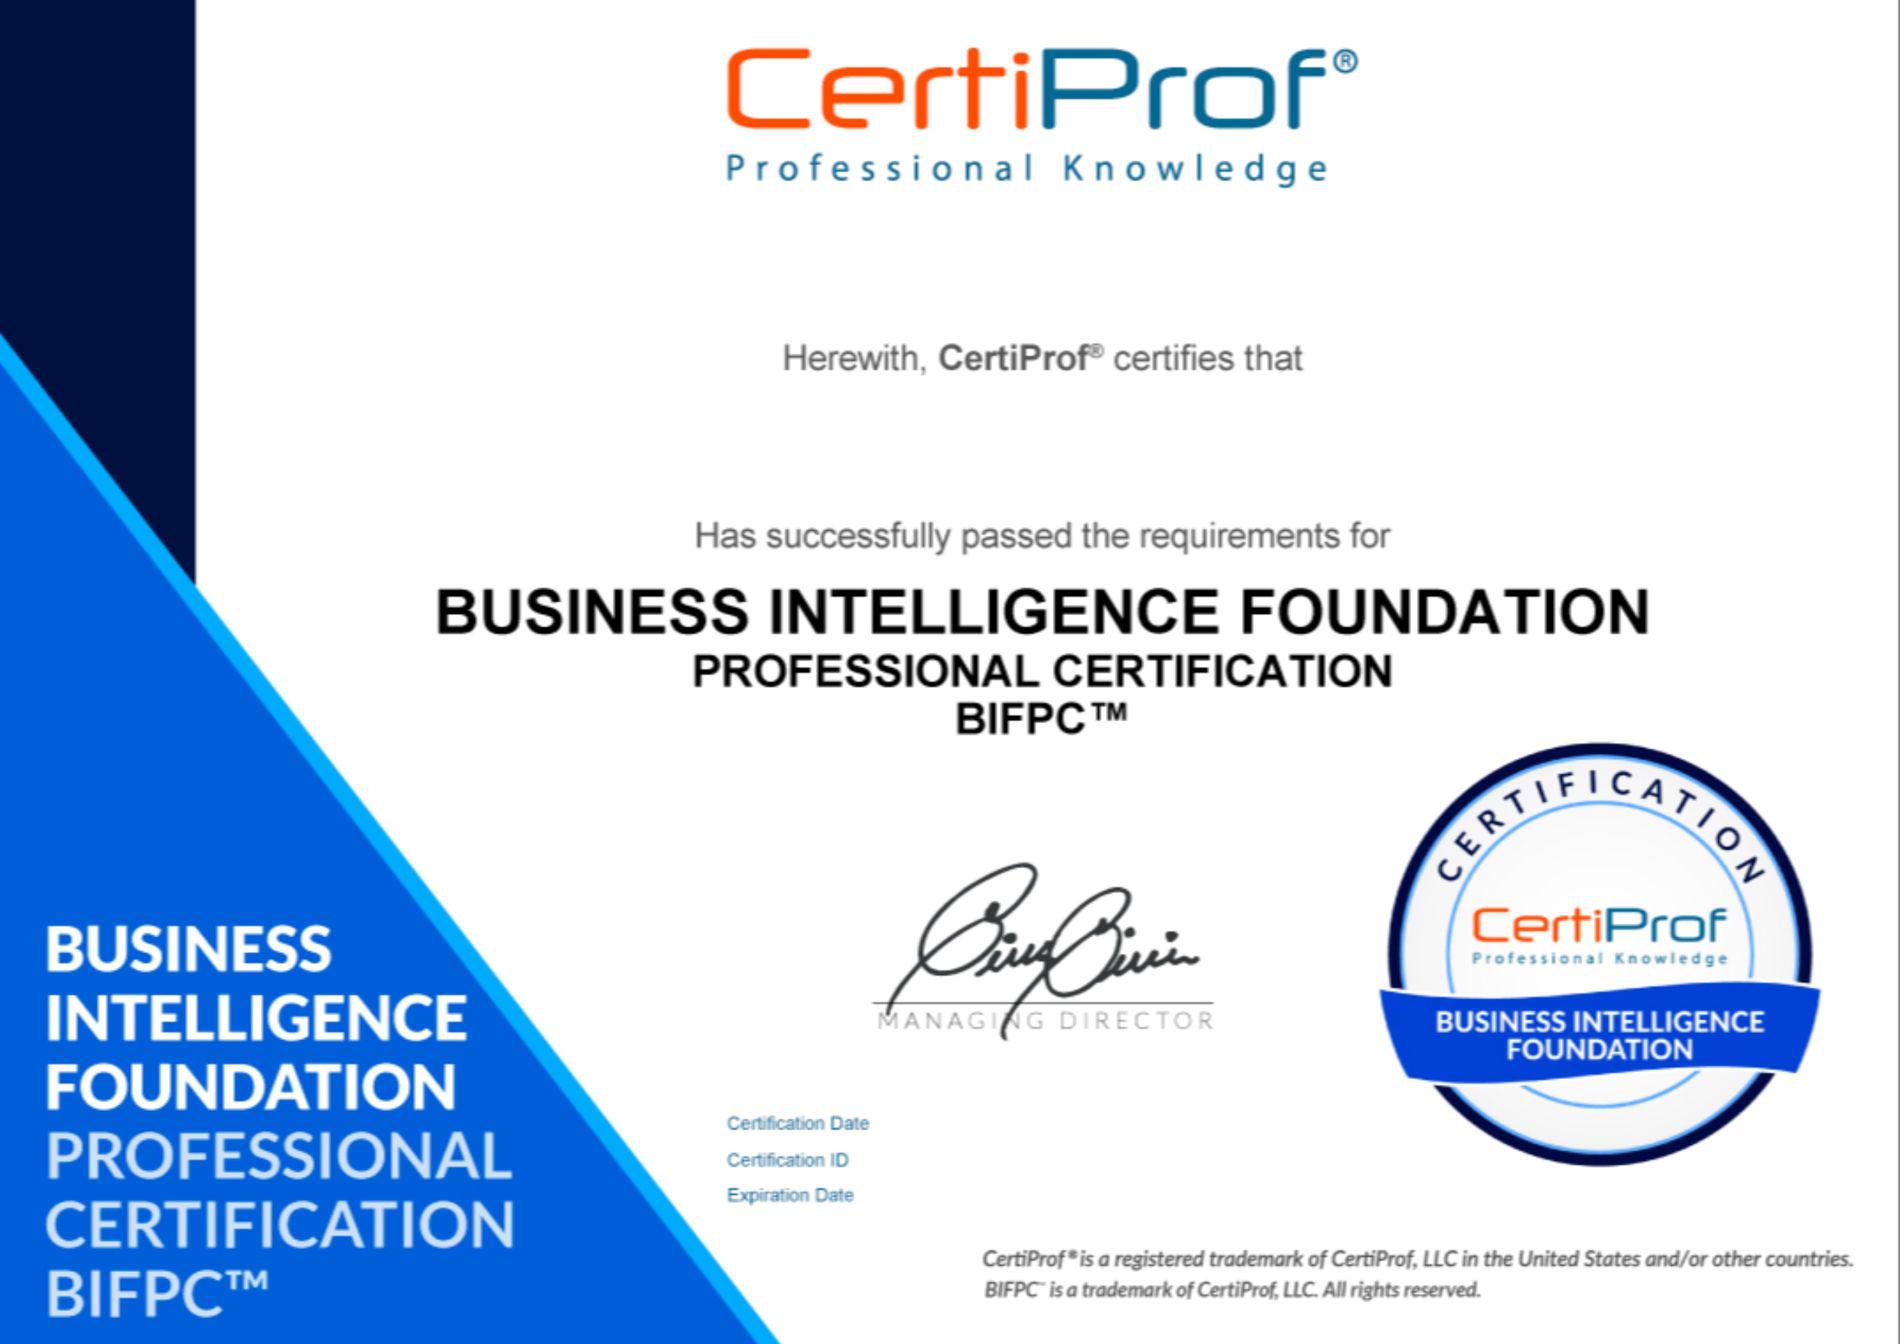 CertiProf®
Professional Knowledge
Herewith, CertiProf® certifies that
Has successfully passed the requirements for
BUSINESS INTELLIGENCE FOUNDATION
PROFESSIONAL CERTIFICATION
BIFPC™
MANAGING DIRECTOR
CERTIFICATION
CertiProf
Professional Knowledge
BUSINESS INTELLIGENCE
FOUNDATION
BUSINESS
INTELLIGENCE
FOUNDATION
PROFESSIONAL
CERTIFICATION
BIFPC™
Certification Date
Certification ID
Expiration Date
CertiProf® is a registered trademark of CertiProf, LLC in the United States and/or other countries.
BIFPC™ is a trademark of CertiProf, LLC. All rights reserved.